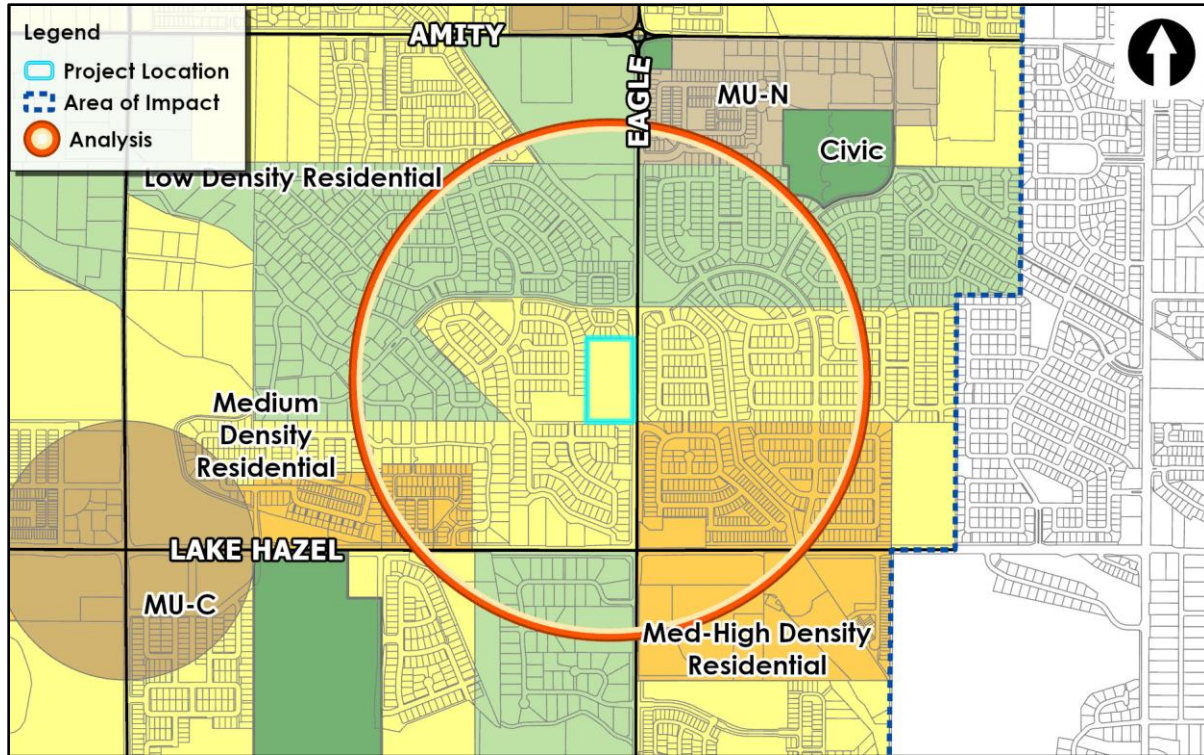 Legend
Project Location
Area of Impact
Analysis
AMITY
EAGLE
MU-N
Civic
Low Density Residential
Medium
Density
Residential
LAKE HAZEL
MU-C
Med-High Density
Residential